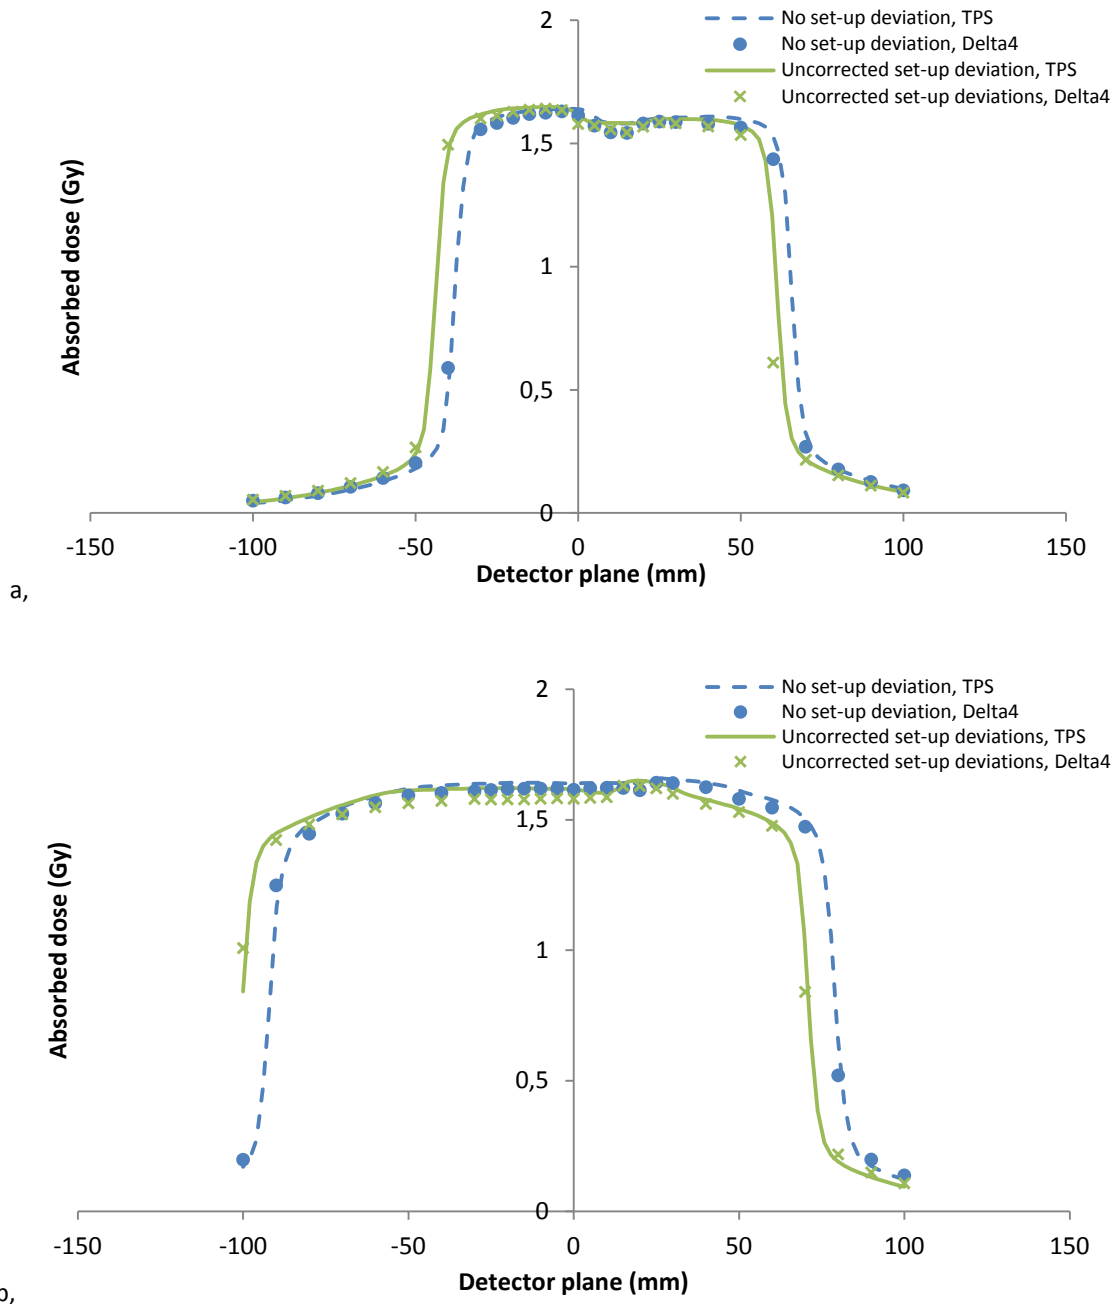 a,
2
1,5
1
0,5
0
-150
-100
-50
0
50
100
150
Absorbed dose (Gy)
Detector plane (mm)
No set-up deviation, TPS
No set-up deviation, Delta4
Uncorrected set-up deviation, TPS
Uncorrected set-up deviations, Delta4
2
1,5
1
0,5
0
-150
-100
-50
0
50
100
150
Absorbed dose (Gy)
Detector plane (mm)
No set-up deviation, TPS
No set-up deviation, Delta4
Uncorrected set-up deviations, TPS
Uncorrected set-up deviations, Delta4
b,